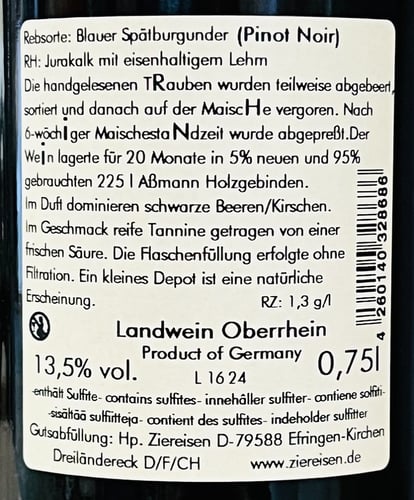 Rebsorte: Blauer Spätburgunder (Pinot Noir)
RH: Jurakalk mit eisenhaltigem Lehm
Die handgelesenen TRauben wurden teilweise abgebeert,
sortiert und danach auf der MaiscHe vergoren. Nach
6-wöchIger MaischestaNdzeit wurde abgepreßt.Der
WeIn lagerte für 20 Monate in 5% neuen und 95%
gebrauchten 225 l Aßmann Holzgebinden.
Im Duft dominieren schwarze Beeren/Kirschen.
Im Geschmack reife Tannine getragen von einer
frischen Säure. Die Flaschenfüllung erfolgte ohne
Filtration. Ein kleines Depot ist eine natürliche
Erscheinung. RZ: 1,3 g/l
4 260140 328686
Landwein Oberrhein
Product of Germany
13,5% vol. L 16 24 0,75l
-enthält Sulfite- contains sulfites- innehåller sulfiter- contiene solfiti-
-sisältää sulfiitteja- contient des sulfites- indeholder sulfitter
Gutsabfüllung: Hp. Ziereisen D-79588 Efringen-Kirchen
Dreiländereck D/F/CH www.ziereisen.de